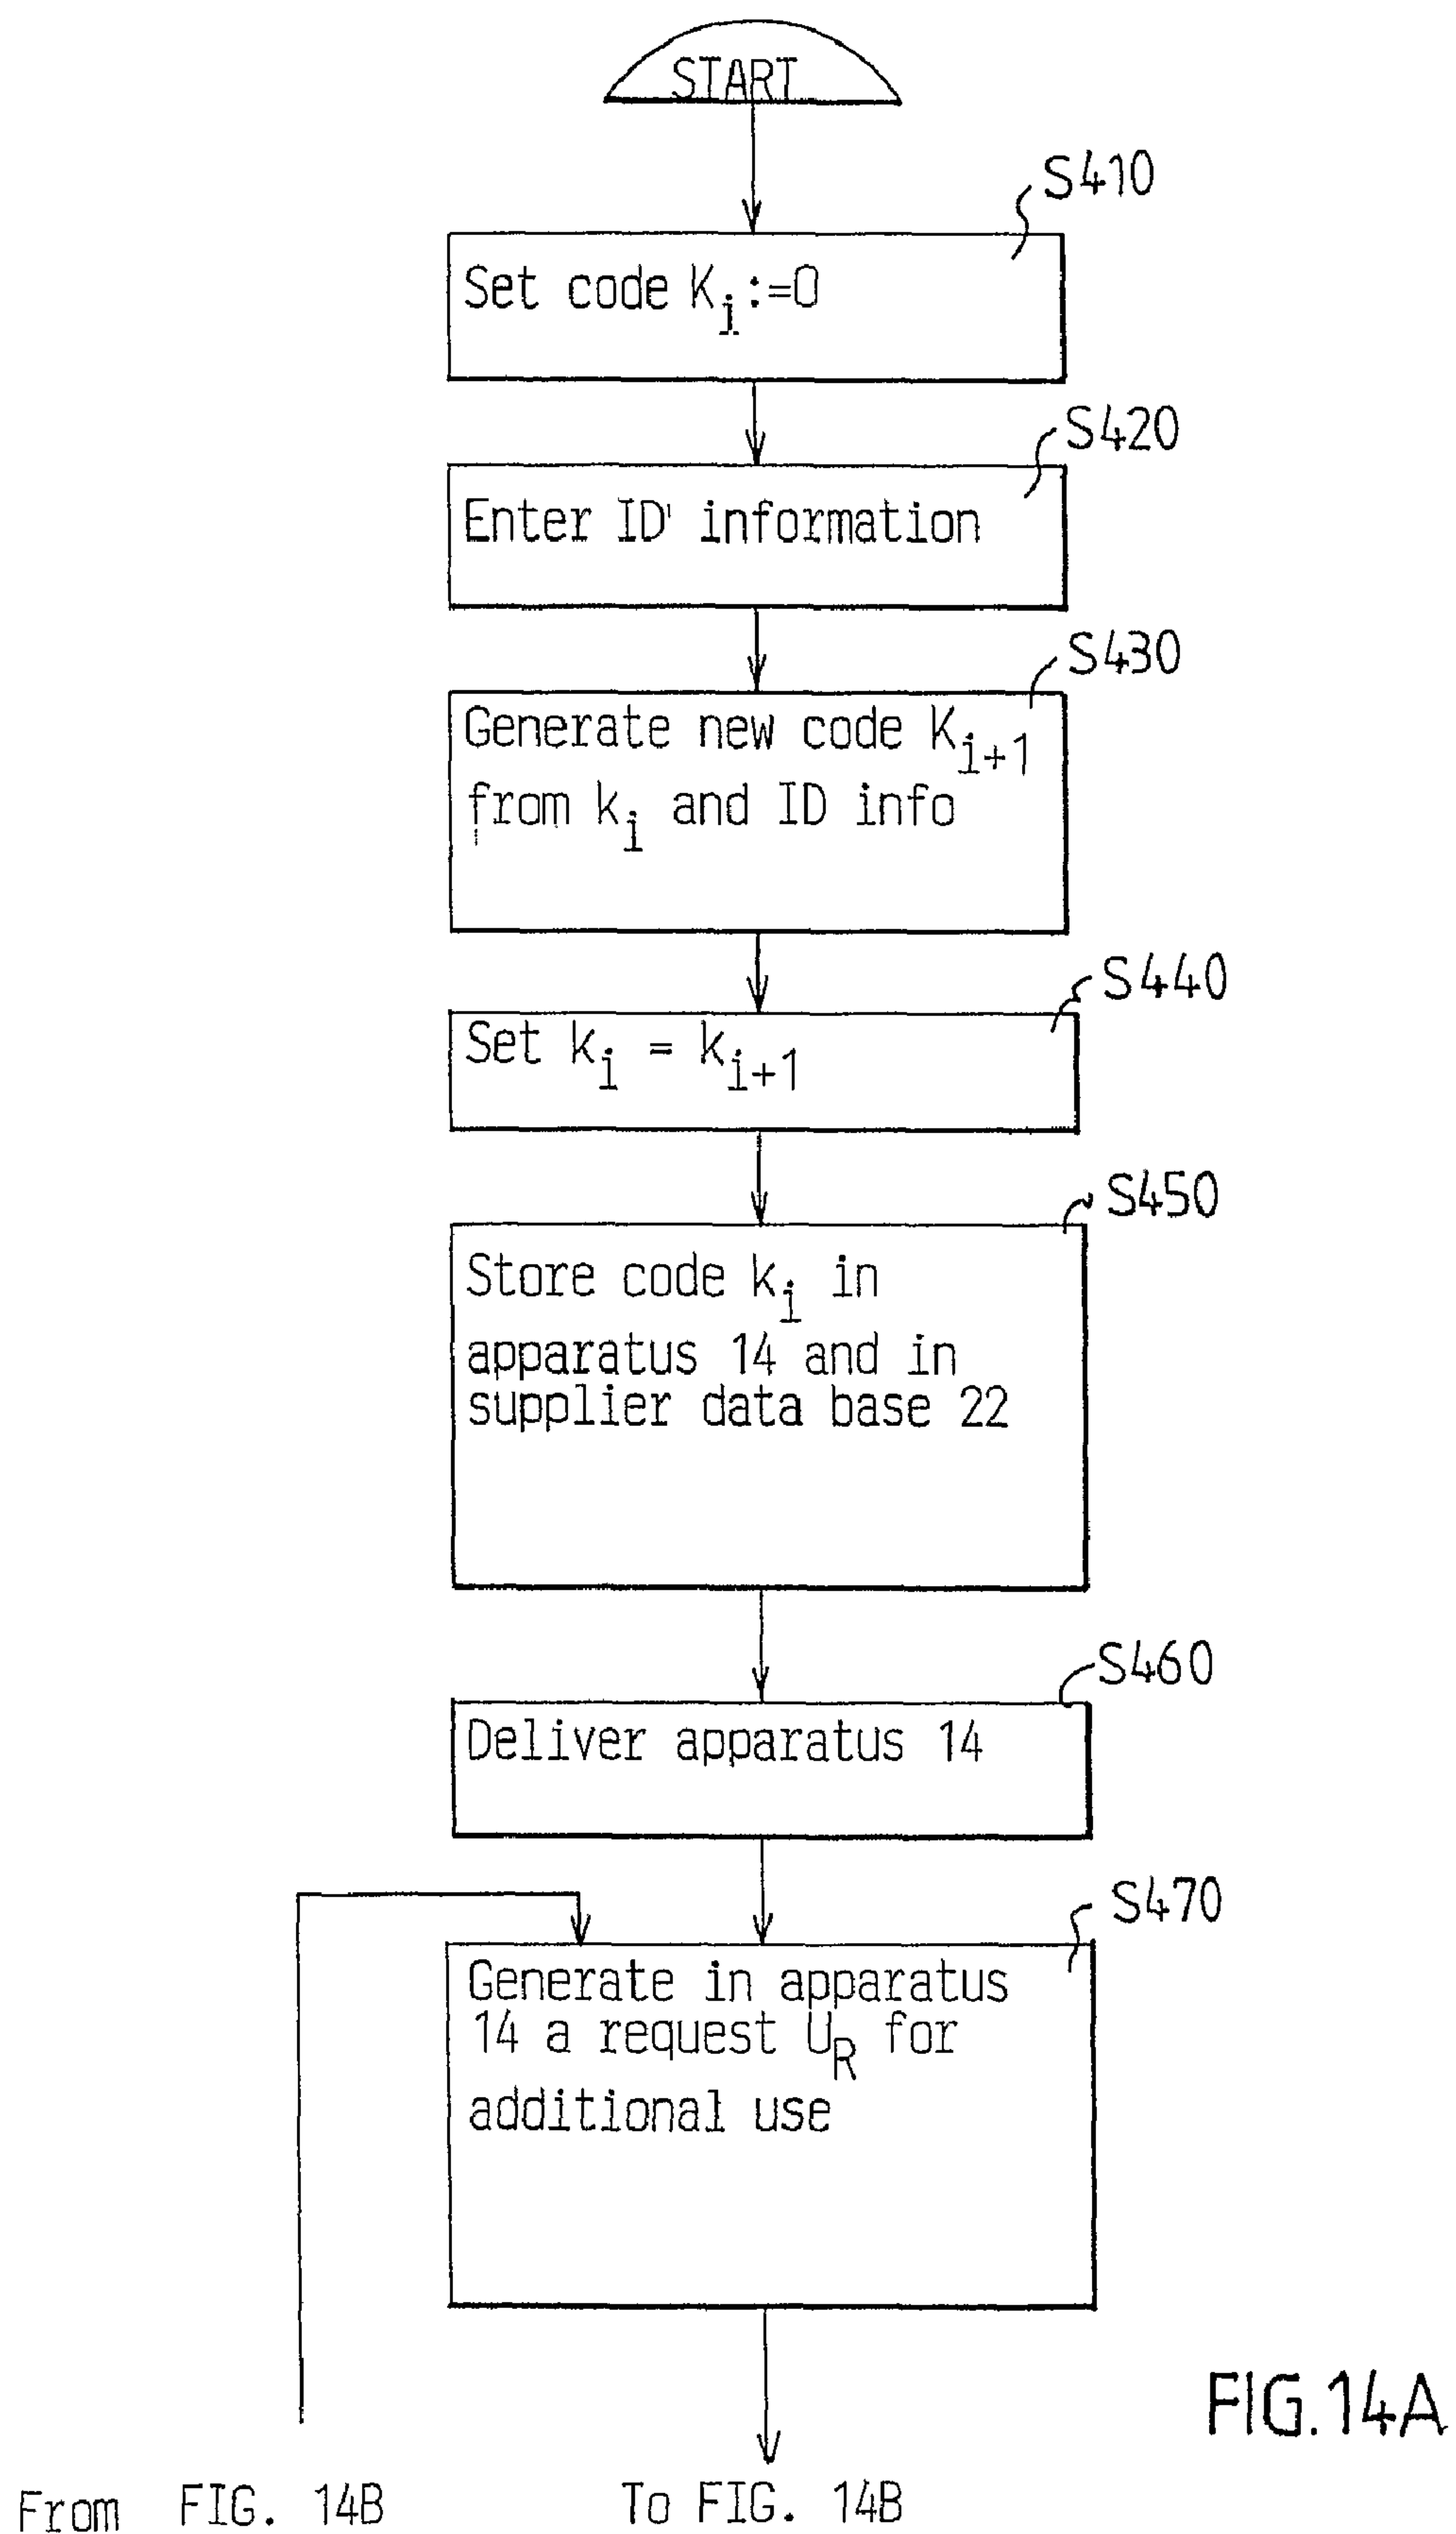 START
S410
Set code Ki:=0
S420
Enter ID' information
S430
Generate new code Ki+1
from ki and ID info
S440
Set ki = ki+1
S450
Store code ki in
apparatus 14 and in
supplier data base 22
S460
Deliver apparatus 14
S470
Generate in apparatus
14 a request UR for
additional use
FIG.14A
From FIG. 14B
To FIG. 14B